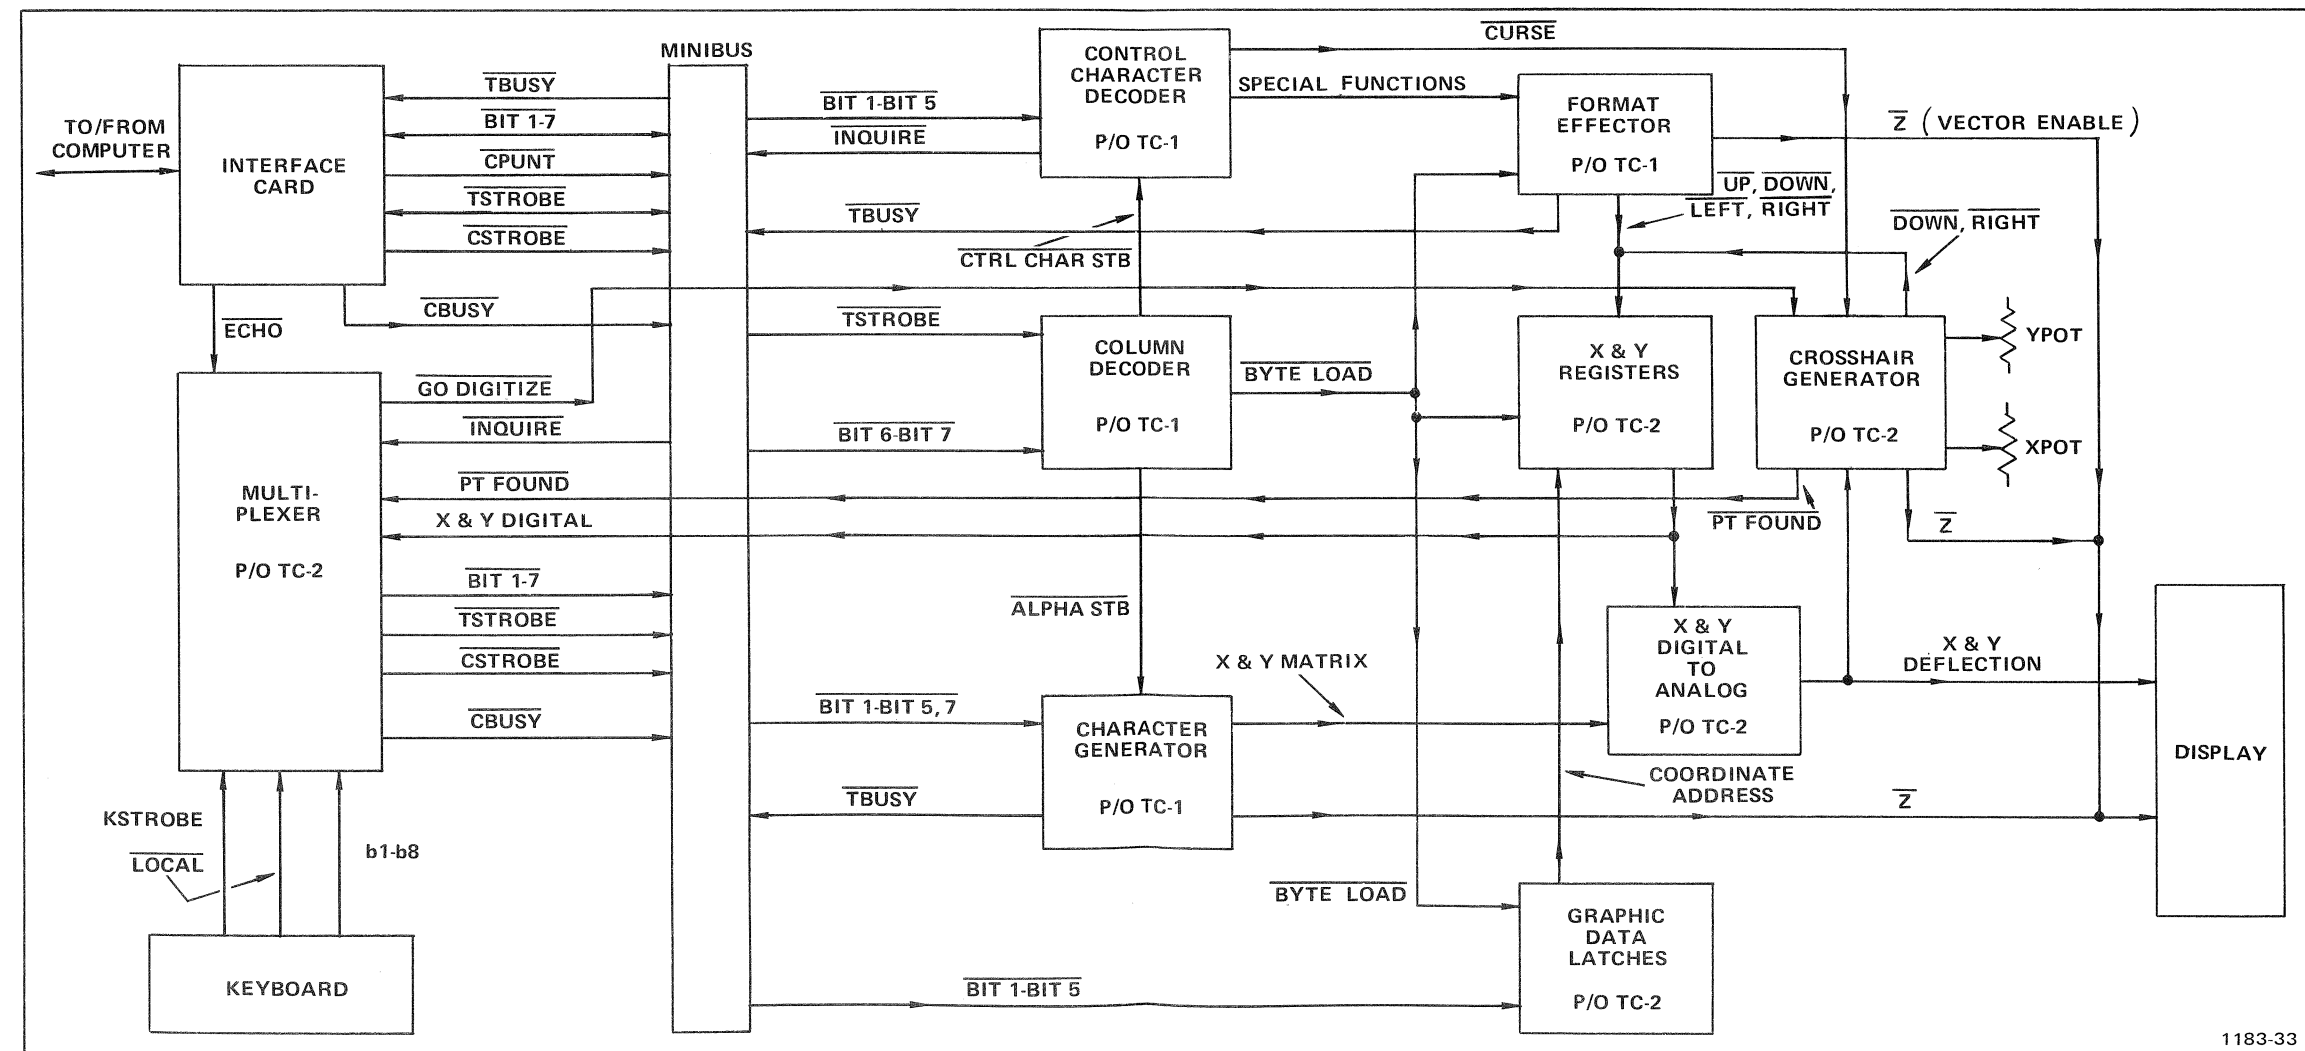 MINIBUS
TO/FROM
COMPUTER
INTERFACE
CARD
TBUSY
BIT 1-7
CPUNT
TSTROBE
CSTROBE
ECHO
CBUSY
MULTI-
PLEXER
P/O TC-2
GO DIGITIZE
INQUIRE
PT FOUND
X & Y DIGITAL
BIT 1-7
TSTROBE
CSTROBE
CBUSY
KSTROBE
LOCAL
b1-b8
KEYBOARD
BIT 1-BIT 5
INQUIRE
TBUSY
CTRL CHAR STB
TSTROBE
BIT 6-BIT 7
ALPHA STB
BIT 1-BIT 5, 7
TBUSY
BIT 1-BIT 5
CONTROL
CHARACTER
DECODER
P/O TC-1
COLUMN
DECODER
P/O TC-1
CHARACTER
GENERATOR
P/O TC-1
CURSE
SPECIAL FUNCTIONS
BYTE LOAD
X & Y MATRIX
BYTE LOAD
FORMAT
EFFECTOR
P/O TC-1
UP, DOWN,
LEFT, RIGHT
X & Y
REGISTERS
P/O TC-2
X & Y
DIGITAL
TO
ANALOG
P/O TC-2
COORDINATE
ADDRESS
GRAPHIC
DATA
LATCHES
P/O TC-2
Z (VECTOR ENABLE)
DOWN, RIGHT
CROSSHAIR
GENERATOR
P/O TC-2
YPOT
XPOT
PT FOUND
Z
X & Y
DEFLECTION
Z
DISPLAY
1183-33